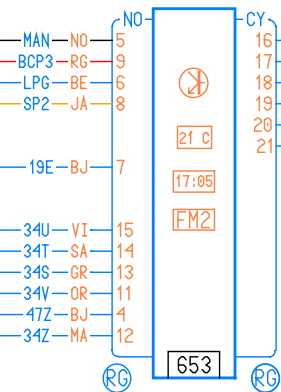 NO CY
MAN NO 5 16
BCP3 RG 9 17
LPG BE 6 18
SP2 JA 8 19
20
21 C 21
19E BJ 7
17:05
FM2
34U VI 15
34T SA 14
34S GR 13
34V OR 11
47Z BJ 4
34Z MA 12
653
RG RG